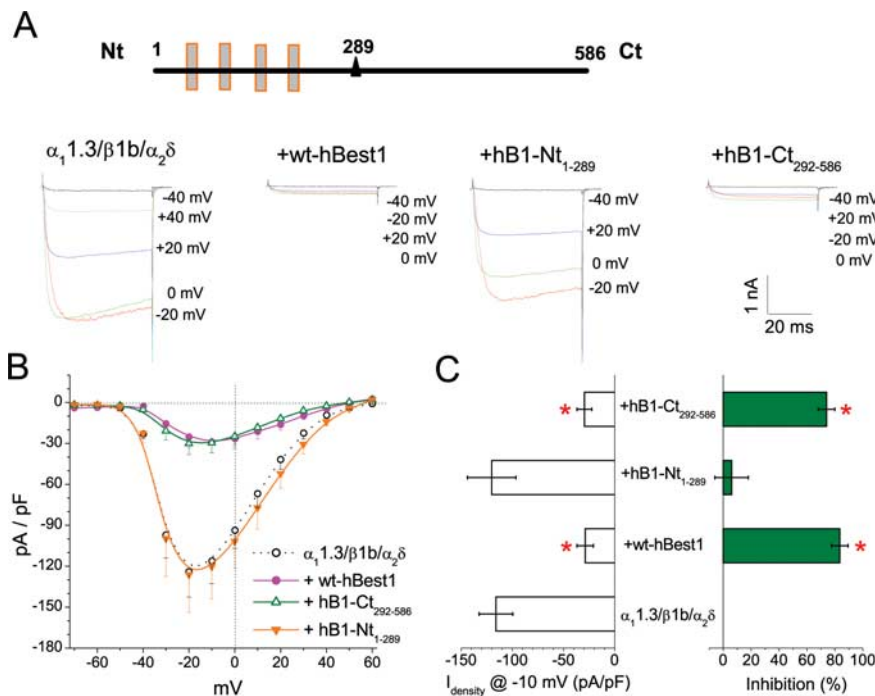 A
Nt 1 289 586 Ct
α₁1.3/β1b/α₂δ
-40 mV
+40 mV
+20 mV
0 mV
-20 mV
+wt-hBest1
-40 mV
-20 mV
+20 mV
0 mV
+hB1-Nt₁₋₂₈₉
-40 mV
+20 mV
0 mV
-20 mV
+hB1-Ct₂₉₂₋₅₈₆
-40 mV
+20 mV
-20 mV
0 mV
1 nA
20 ms
B
pA / pF
0
-30
-60
-90
-120
-150
-180
-60 -40 -20 0 20 40 60
mV
α₁1.3/β1b/α₂δ
+ wt-hBest1
+ hB1-Ct₂₉₂₋₅₈₆
+ hB1-Nt₁₋₂₈₉
C
* +hB1-Ct₂₉₂₋₅₈₆ *
+hB1-Nt₁₋₂₈₉
* +wt-hBest1 *
α₁1.3/β1b/α₂δ
-150 -100 -50 0
I_density @ -10 mV (pA/pF)
0 20 40 60 80 100
Inhibition (%)